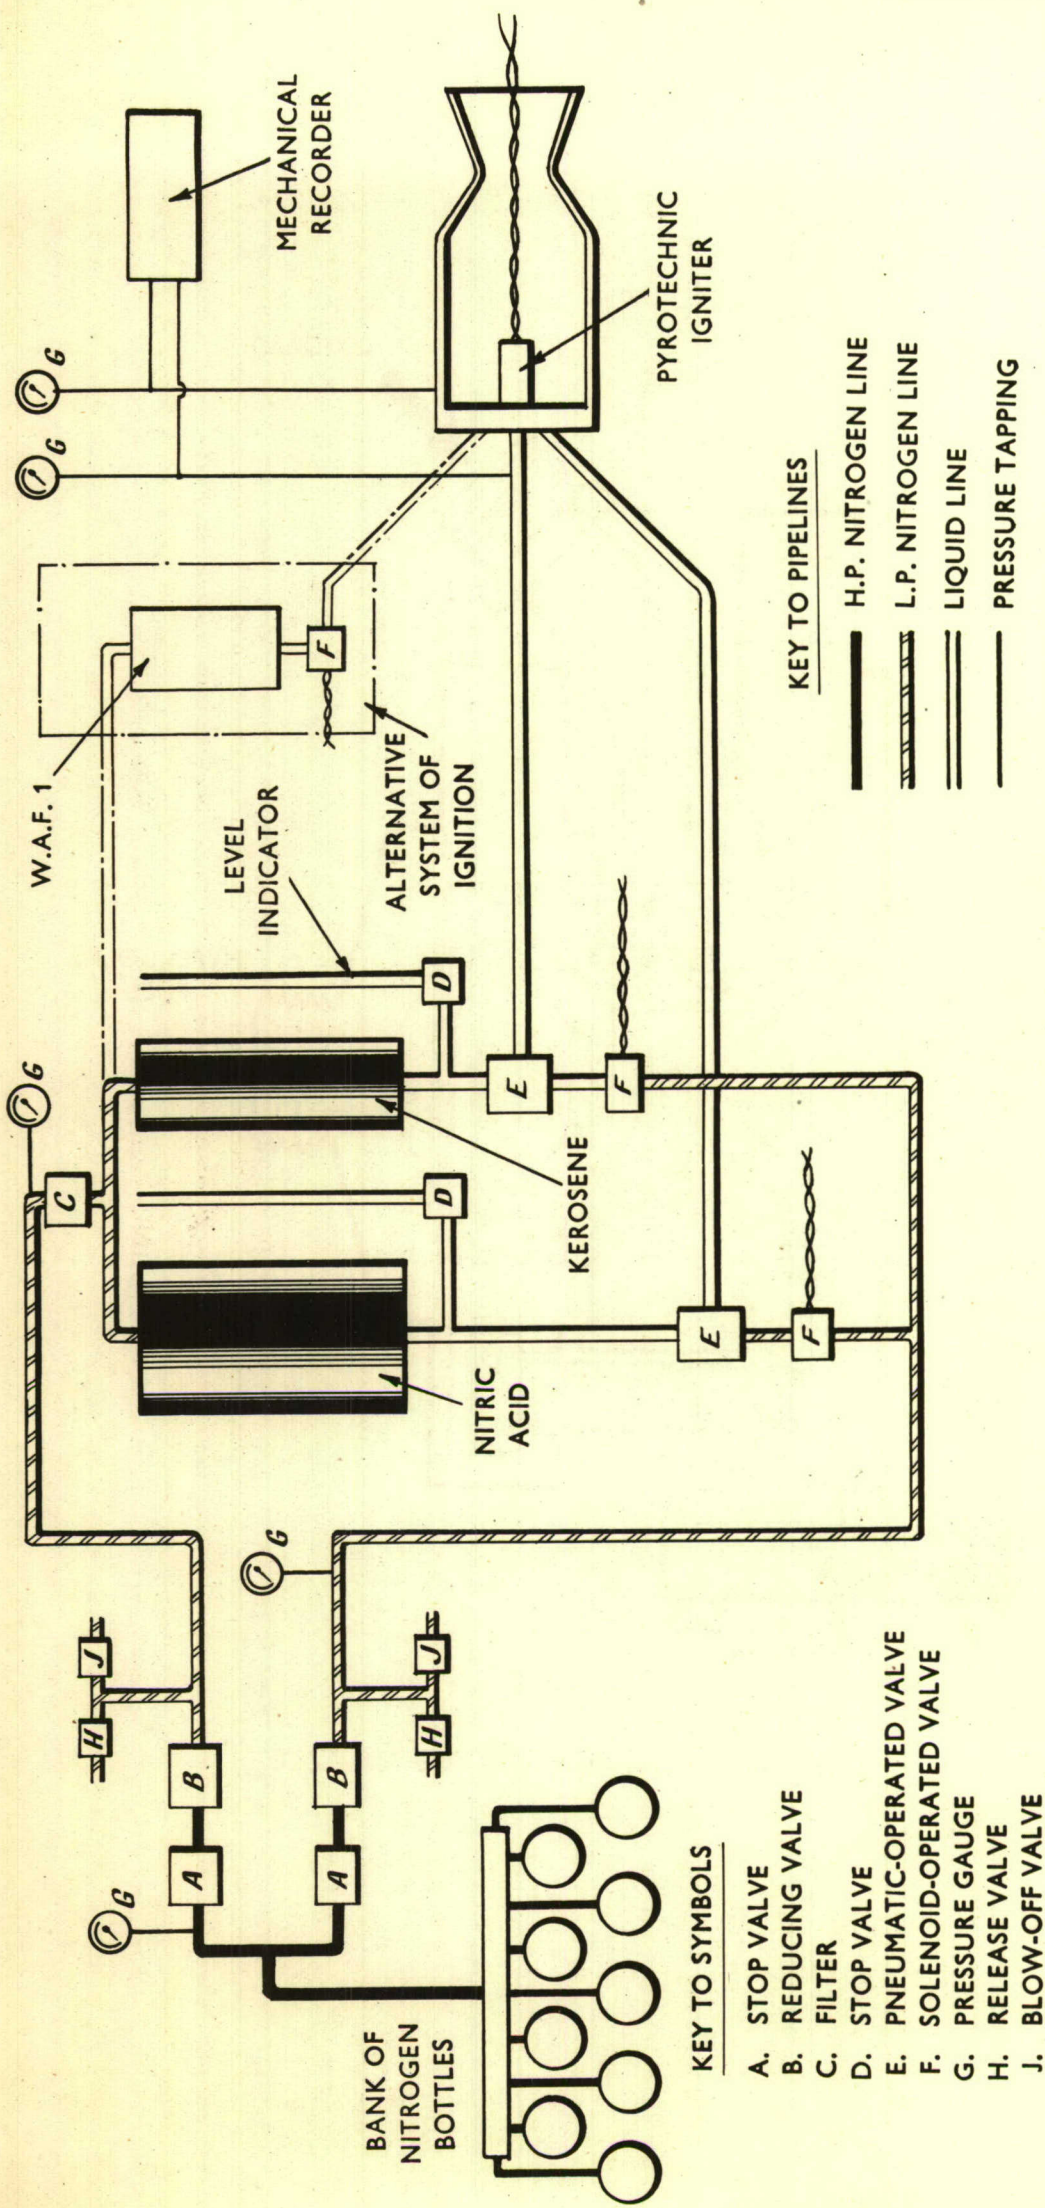 G
G
MECHANICAL
RECORDER
PYROTECHNIC
IGNITER
W.A.F. 1
F
ALTERNATIVE
SYSTEM OF
IGNITION
LEVEL
INDICATOR
G
C
D
D
KEROSENE
NITRIC
ACID
E
E
F
F
H
J
A
B
G
G
A
B
H
J
BANK OF
NITROGEN
BOTTLES
KEY TO PIPELINES
H.P. NITROGEN LINE
L.P. NITROGEN LINE
LIQUID LINE
PRESSURE TAPPING
KEY TO SYMBOLS
A. STOP VALVE
B. REDUCING VALVE
C. FILTER
D. STOP VALVE
E. PNEUMATIC-OPERATED VALVE
F. SOLENOID-OPERATED VALVE
G. PRESSURE GAUGE
H. RELEASE VALVE
J. BLOW-OFF VALVE